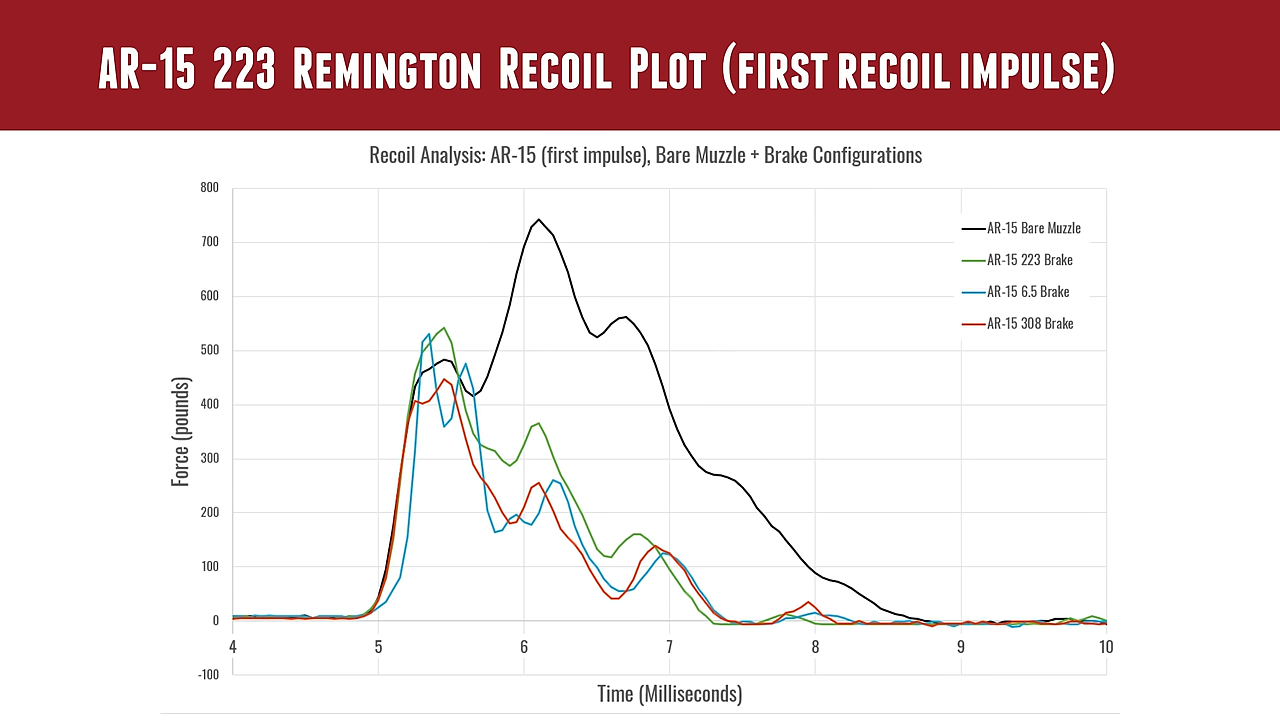 AR-15 223 Remington Recoil Plot (first recoil impulse)
Recoil Analysis: AR-15 (first impulse), Bare Muzzle + Brake Configurations
800
700
600
500
400
300
200
100
0
-100
Force (pounds)
AR-15 Bare Muzzle
AR-15 223 Brake
AR-15 6.5 Brake
AR-15 308 Brake
4 5 6 7 8 9 10
Time (Milliseconds)